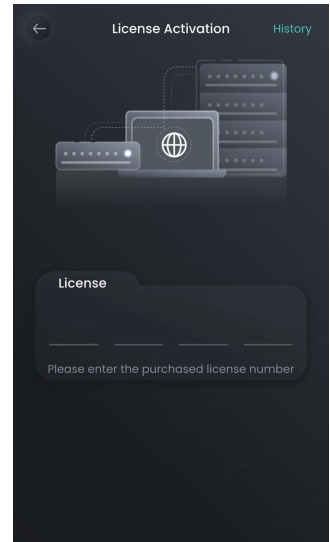 License Activation
History
License
Please enter the purchased license number